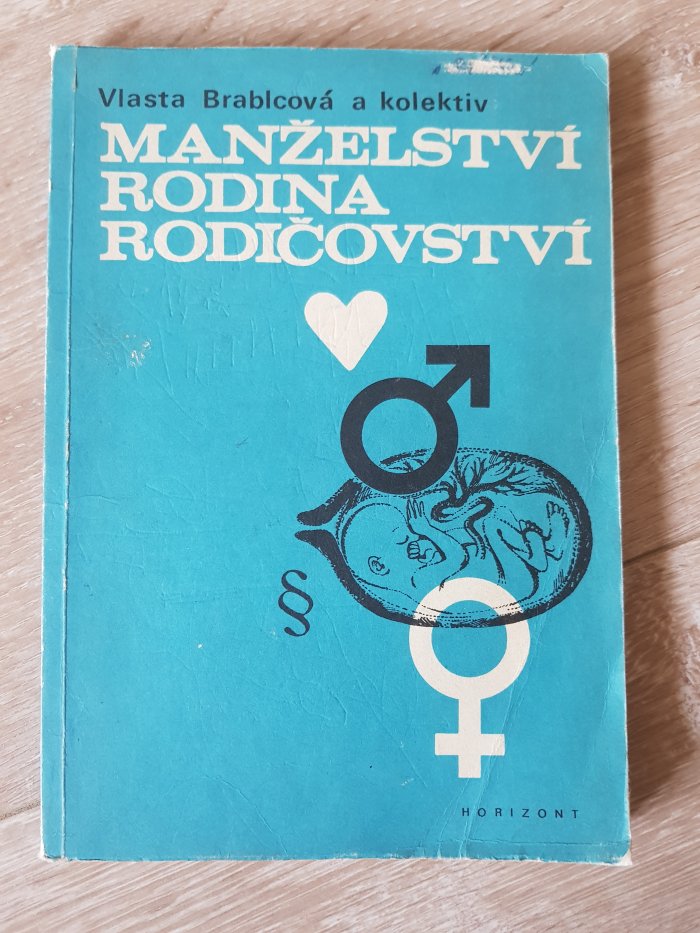 Vlasta Brablcová a kolektiv
MANŽELSTVÍ
RODINA
RODIČOVSTVÍ
§
HORIZONT